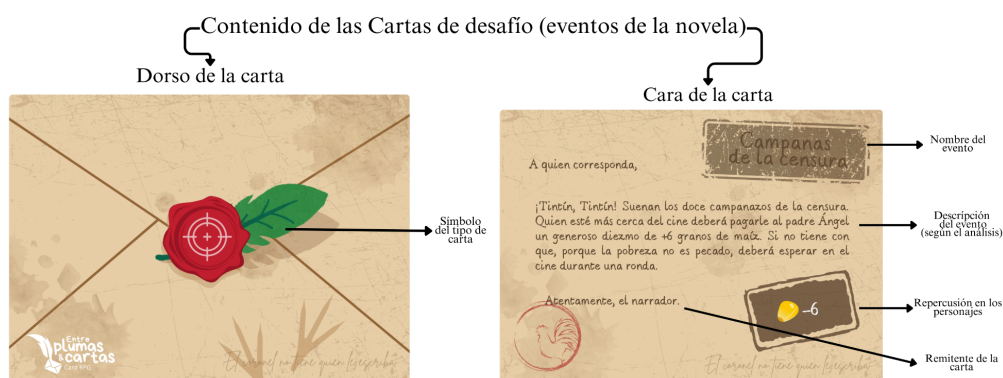 Contenido de las Cartas de desafío (eventos de la novela)
Dorso de la carta
Cara de la carta
Símbolo
del tipo de
carta
Entre
plumas
&cartas
Card RPG
El coronel no tiene quien le escriba
Campanas
de la censura
A quien corresponda,
¡Tintín, Tintín! Suenan los doce campanazos de la censura.
Quien esté más cerca del cine deberá pagarle al padre Ángel
un generoso diezmo de +6 granos de maíz. Si no tiene con
que, porque la pobreza no es pecado, deberá esperar en el
cine durante una ronda.
Atentamente, el narrador.
-6
El coronel no tiene quien le escriba
Nombre del
evento
Descripción
del evento
(según el análisis)
Repercusión en los
personajes
Remitente de la
carta